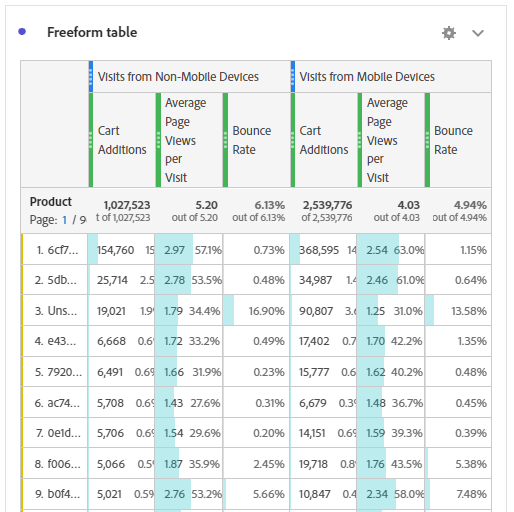 Freeform table
Visits from Non-Mobile Devices Visits from Mobile Devices
Cart Additions Average Page Views per Visit Bounce Rate Cart Additions Average Page Views per Visit Bounce Rate
Product 1,027,523 5.20 6.13% 2,539,776 4.03 4.94%
Page: 1 / 9 t of 1,027,523 out of 5.20 out of 6.13% of 2,539,776 out of 4.03 out of 4.94%
1. 6cf7... 154,760 15 2.97 57.1% 0.73% 368,595 14 2.54 63.0% 1.15%
2. 5db... 25,714 2.5 2.78 53.5% 0.48% 34,987 1.4 2.46 61.0% 0.64%
3. Uns... 19,021 1.9 1.79 34.4% 16.90% 90,807 3.6 1.25 31.0% 13.58%
4. e43... 6,668 0.6 1.72 33.2% 0.49% 17,402 0.7 1.70 42.2% 1.35%
5. 7920... 6,491 0.6 1.66 31.9% 0.23% 15,777 0.6 1.62 40.2% 0.48%
6. ac74... 5,708 0.6 1.43 27.6% 0.31% 6,679 0.3 1.48 36.7% 0.45%
7. 0e1d... 5,706 0.6 1.54 29.6% 0.20% 14,151 0.6 1.59 39.3% 0.39%
8. f006... 5,066 0.5 1.87 35.9% 2.45% 19,718 0.8 1.76 43.5% 5.38%
9. b0f4... 5,021 0.5% 2.76 53.2% 5.66% 10,847 0.4 2.34 58.0% 7.48%